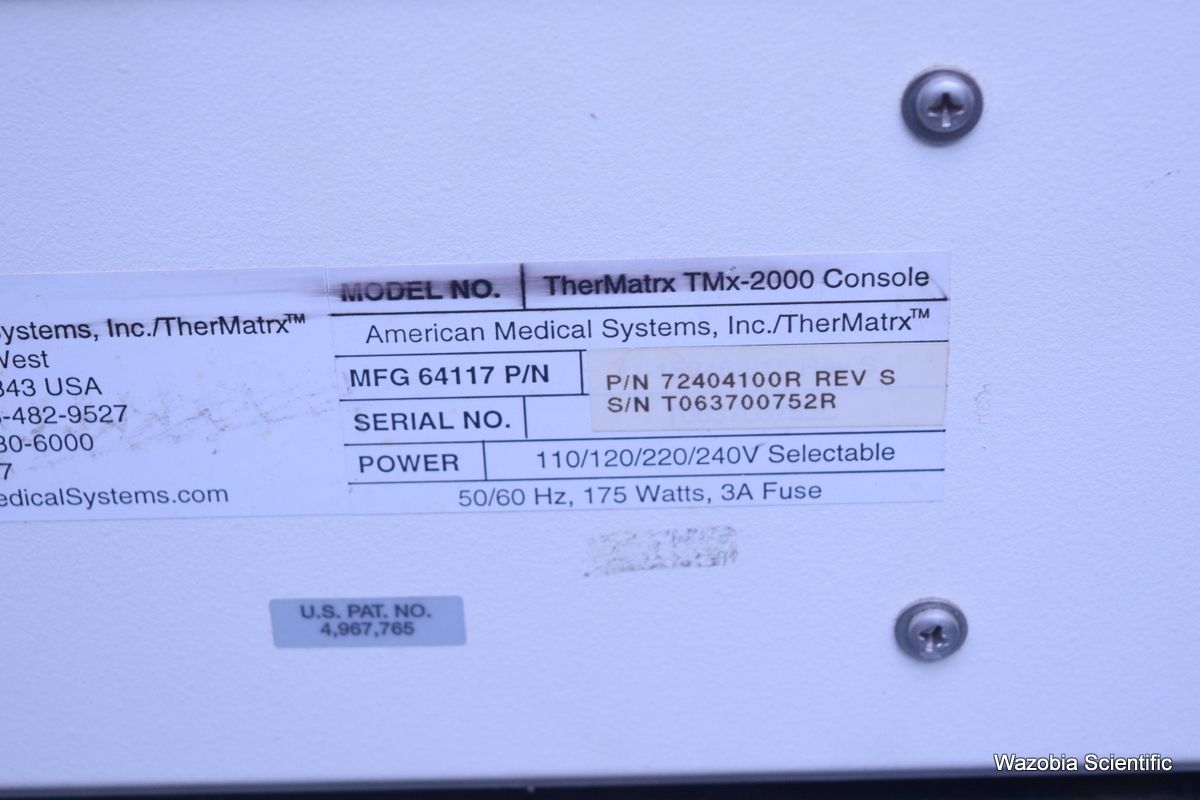 ystems, Inc./TherMatrx™
West
343 USA
-482-9527
30-6000
7
edicalSystems.com
MODEL NO. TherMatrx TMx-2000 Console
American Medical Systems, Inc./TherMatrx™
MFG 64117 P/N P/N 72404100R REV S
SERIAL NO. S/N T063700752R
POWER 110/120/220/240V Selectable
50/60 Hz, 175 Watts, 3A Fuse
U.S. PAT. NO.
4,967,765
Wazobia Scientific